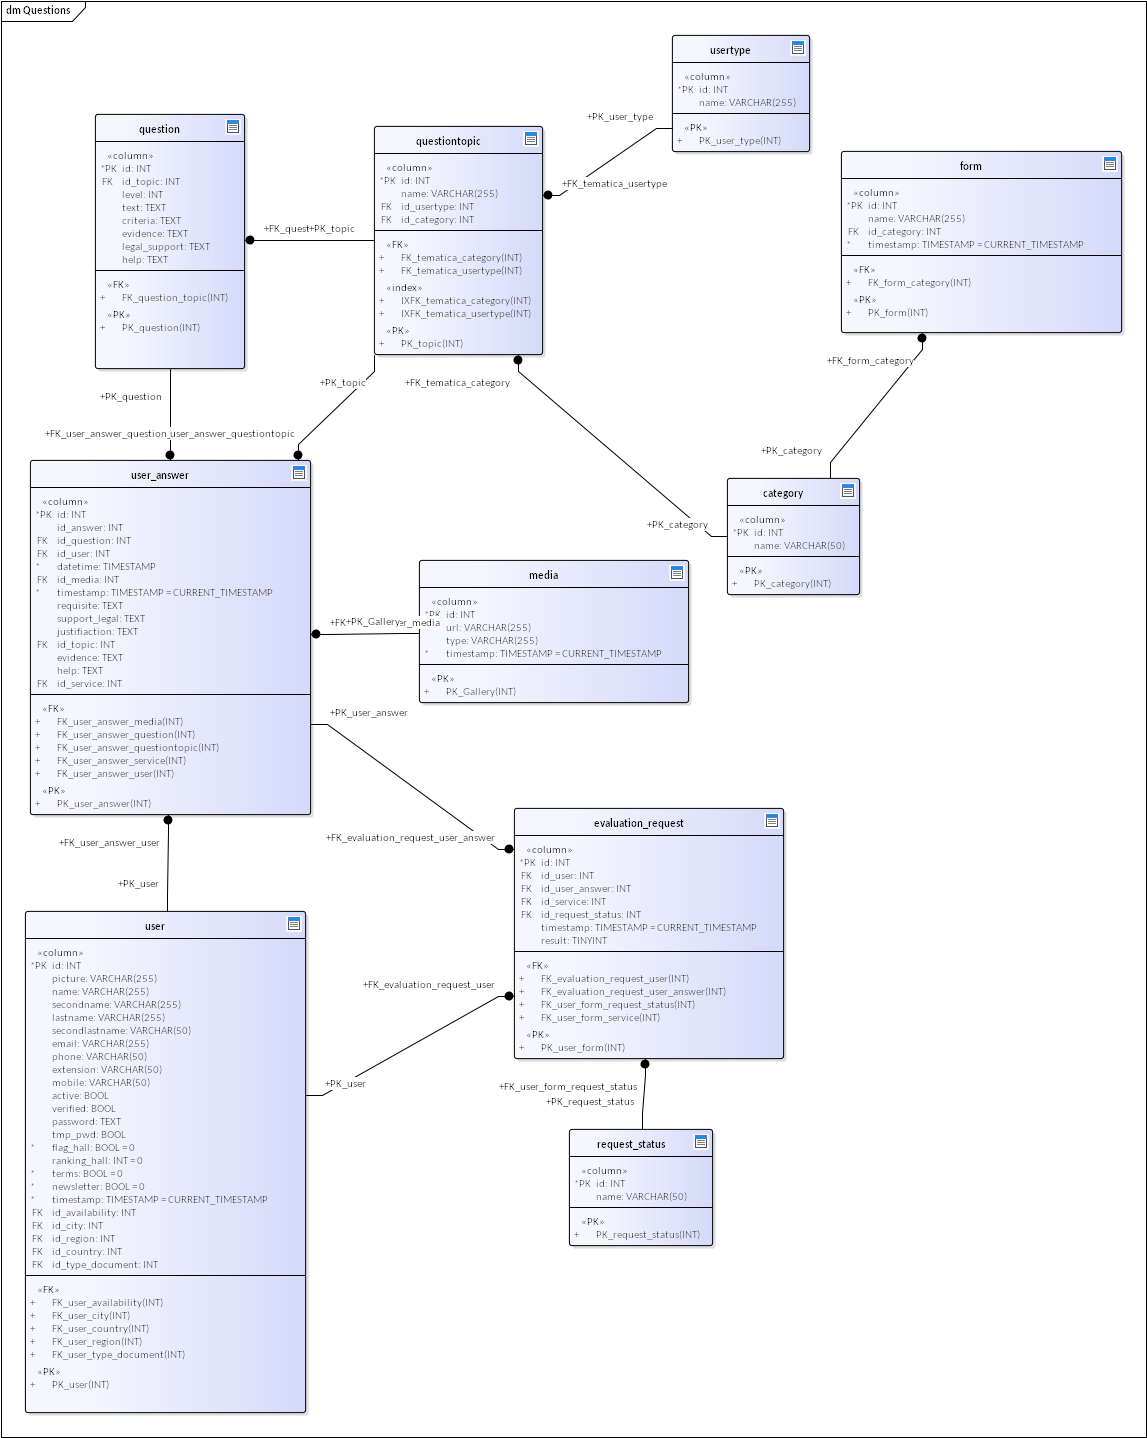 dm Questions
usertype
«column»
*PK id: INT
name: VARCHAR(255)
«PK»
+ PK_user_type(INT)
question
«column»
*PK id: INT
FK id_topic: INT
level: INT
text: TEXT
criteria: TEXT
evidence: TEXT
legal_support: TEXT
help: TEXT
«FK»
+ FK_question_topic(INT)
«PK»
+ PK_question(INT)
questiontopic
«column»
*PK id: INT
name: VARCHAR(255)
FK id_usertype: INT
FK id_category: INT
«FK»
+ FK_tematica_category(INT)
+ FK_tematica_usertype(INT)
«index»
+ IXFK_tematica_category(INT)
+ IXFK_tematica_usertype(INT)
«PK»
+ PK_topic(INT)
form
«column»
*PK id: INT
name: VARCHAR(255)
FK id_category: INT
* timestamp: TIMESTAMP = CURRENT_TIMESTAMP
«FK»
+ FK_form_category(INT)
«PK»
+ PK_form(INT)
+PK_user_type
+FK_tematica_usertype
+FK_quest+PK_topic
+FK_form_category
+PK_category
+PK_topic
+FK_tematica_category
+PK_category
+PK_question
+FK_user_answer_question_user_answer_questiontopic
user_answer
«column»
*PK id: INT
id_answer: INT
FK id_question: INT
FK id_user: INT
* datetime: TIMESTAMP
FK id_media: INT
* timestamp: TIMESTAMP = CURRENT_TIMESTAMP
requisite: TEXT
support_legal: TEXT
justifiaction: TEXT
FK id_topic: INT
evidence: TEXT
help: TEXT
FK id_service: INT
«FK»
+ FK_user_answer_media(INT)
+ FK_user_answer_question(INT)
+ FK_user_answer_questiontopic(INT)
+ FK_user_answer_service(INT)
+ FK_user_answer_user(INT)
«PK»
+ PK_user_answer(INT)
category
«column»
*PK id: INT
name: VARCHAR(50)
«PK»
+ PK_category(INT)
media
«column»
*PK id: INT
url: VARCHAR(255)
type: VARCHAR(255)
* timestamp: TIMESTAMP = CURRENT_TIMESTAMP
«PK»
+ PK_Gallery(INT)
+FK+PK_Gallery
er_media
+PK_user_answer
+FK_evaluation_request_user_answer
+FK_user_answer_user
+PK_user
evaluation_request
«column»
*PK id: INT
FK id_user: INT
FK id_user_answer: INT
FK id_service: INT
FK id_request_status: INT
timestamp: TIMESTAMP = CURRENT_TIMESTAMP
result: TINYINT
«FK»
+ FK_evaluation_request_user(INT)
+ FK_evaluation_request_user_answer(INT)
+ FK_user_form_request_status(INT)
+ FK_user_form_service(INT)
«PK»
+ PK_user_form(INT)
user
«column»
*PK id: INT
picture: VARCHAR(255)
name: VARCHAR(255)
secondname: VARCHAR(255)
lastname: VARCHAR(255)
secondlastname: VARCHAR(50)
email: VARCHAR(255)
phone: VARCHAR(50)
extension: VARCHAR(50)
mobile: VARCHAR(50)
active: BOOL
verified: BOOL
password: TEXT
tmp_pwd: BOOL
* flag_hall: BOOL = 0
ranking_hall: INT = 0
* terms: BOOL = 0
* newsletter: BOOL = 0
* timestamp: TIMESTAMP = CURRENT_TIMESTAMP
FK id_availability: INT
FK id_city: INT
FK id_region: INT
FK id_country: INT
FK id_type_document: INT
«FK»
+ FK_user_availability(INT)
+ FK_user_city(INT)
+ FK_user_country(INT)
+ FK_user_region(INT)
+ FK_user_type_document(INT)
«PK»
+ PK_user(INT)
+FK_evaluation_request_user
+PK_user
+FK_user_form_request_status
+PK_request_status
request_status
«column»
*PK id: INT
name: VARCHAR(50)
«PK»
+ PK_request_status(INT)